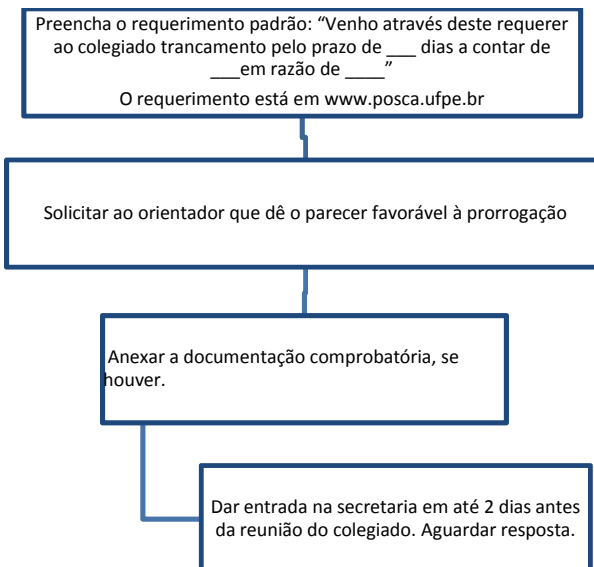 Preencha o requerimento padrão: “Venho através deste requerer
ao colegiado trancamento pelo prazo de ___ dias a contar de
___em razão de ____”
O requerimento está em www.posca.ufpe.br
Solicitar ao orientador que dê o parecer favorável à prorrogação
Anexar a documentação comprobatória, se
houver.
Dar entrada na secretaria em até 2 dias antes
da reunião do colegiado. Aguardar resposta.